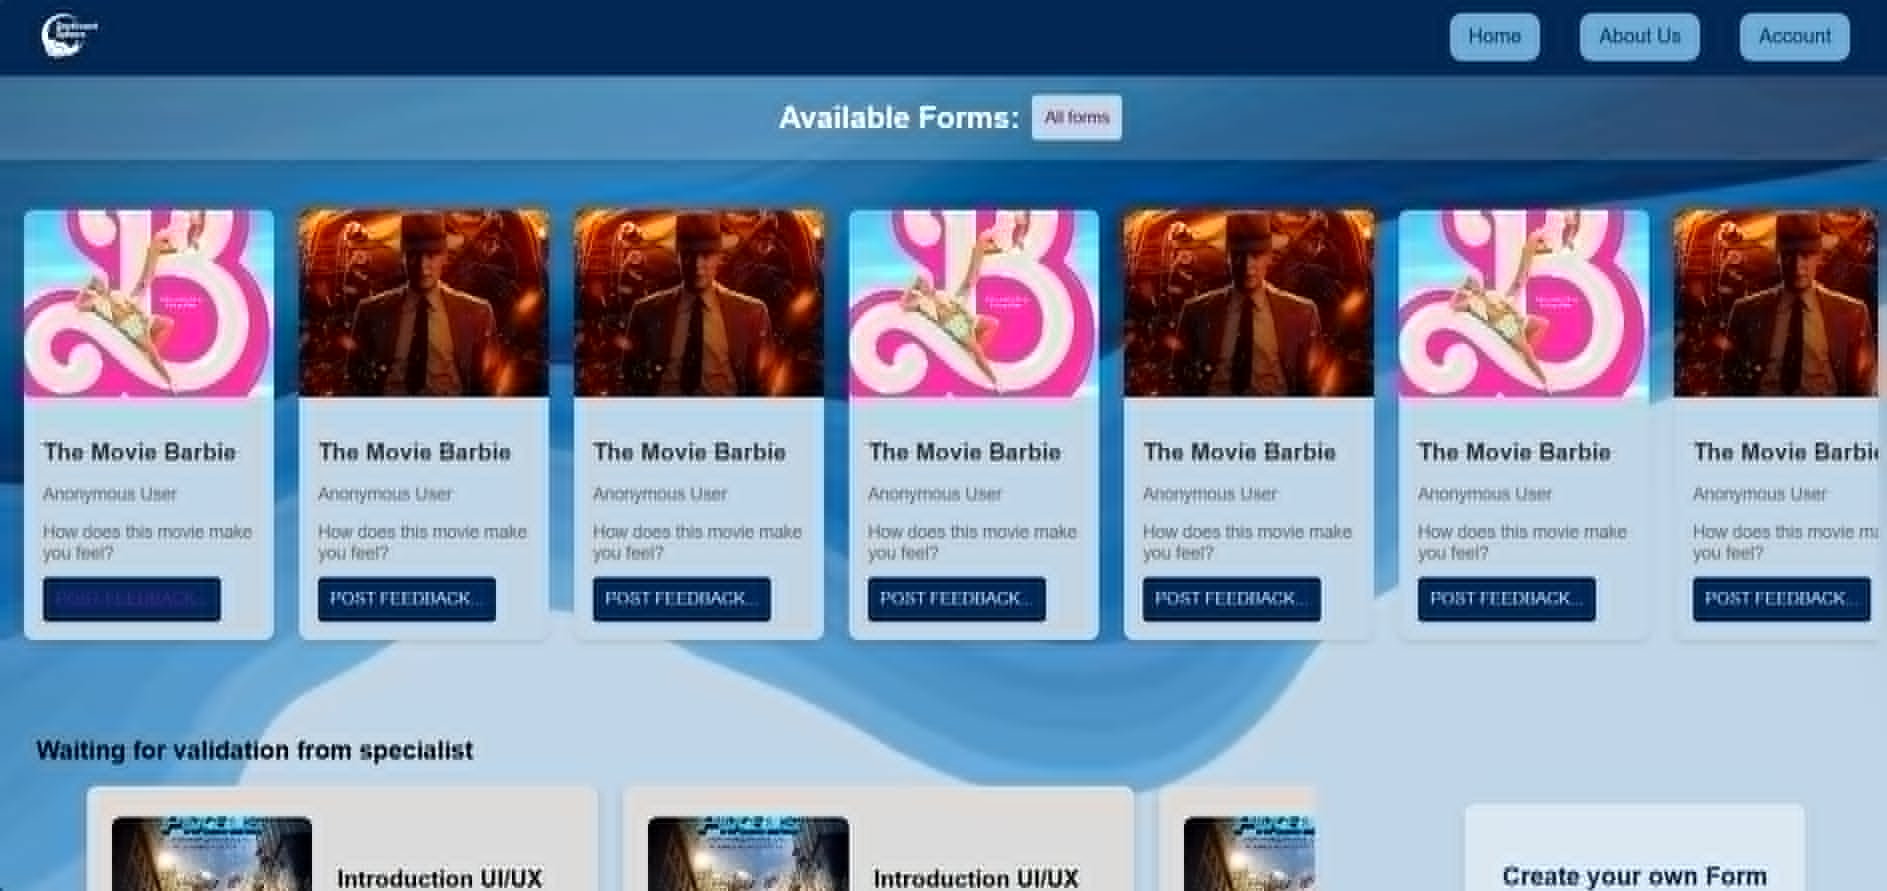 Home
About Us
Account
Available Forms:
All forms
The Movie Barbie
Anonymous User
How does this movie make
you feel?
POST FEEDBACK...
The Movie Barbie
Anonymous User
How does this movie make
you feel?
POST FEEDBACK...
The Movie Barbie
Anonymous User
How does this movie make
you feel?
POST FEEDBACK...
The Movie Barbie
Anonymous User
How does this movie make
you feel?
POST FEEDBACK...
The Movie Barbie
Anonymous User
How does this movie make
you feel?
POST FEEDBACK...
The Movie Barbie
Anonymous User
How does this movie make
you feel?
POST FEEDBACK...
The Movie Barbie
Anonymous User
How does this movie ma
you feel?
POST FEEDBACK...
Waiting for validation from specialist
Introduction UI/UX
Introduction UI/UX
Create your own Form